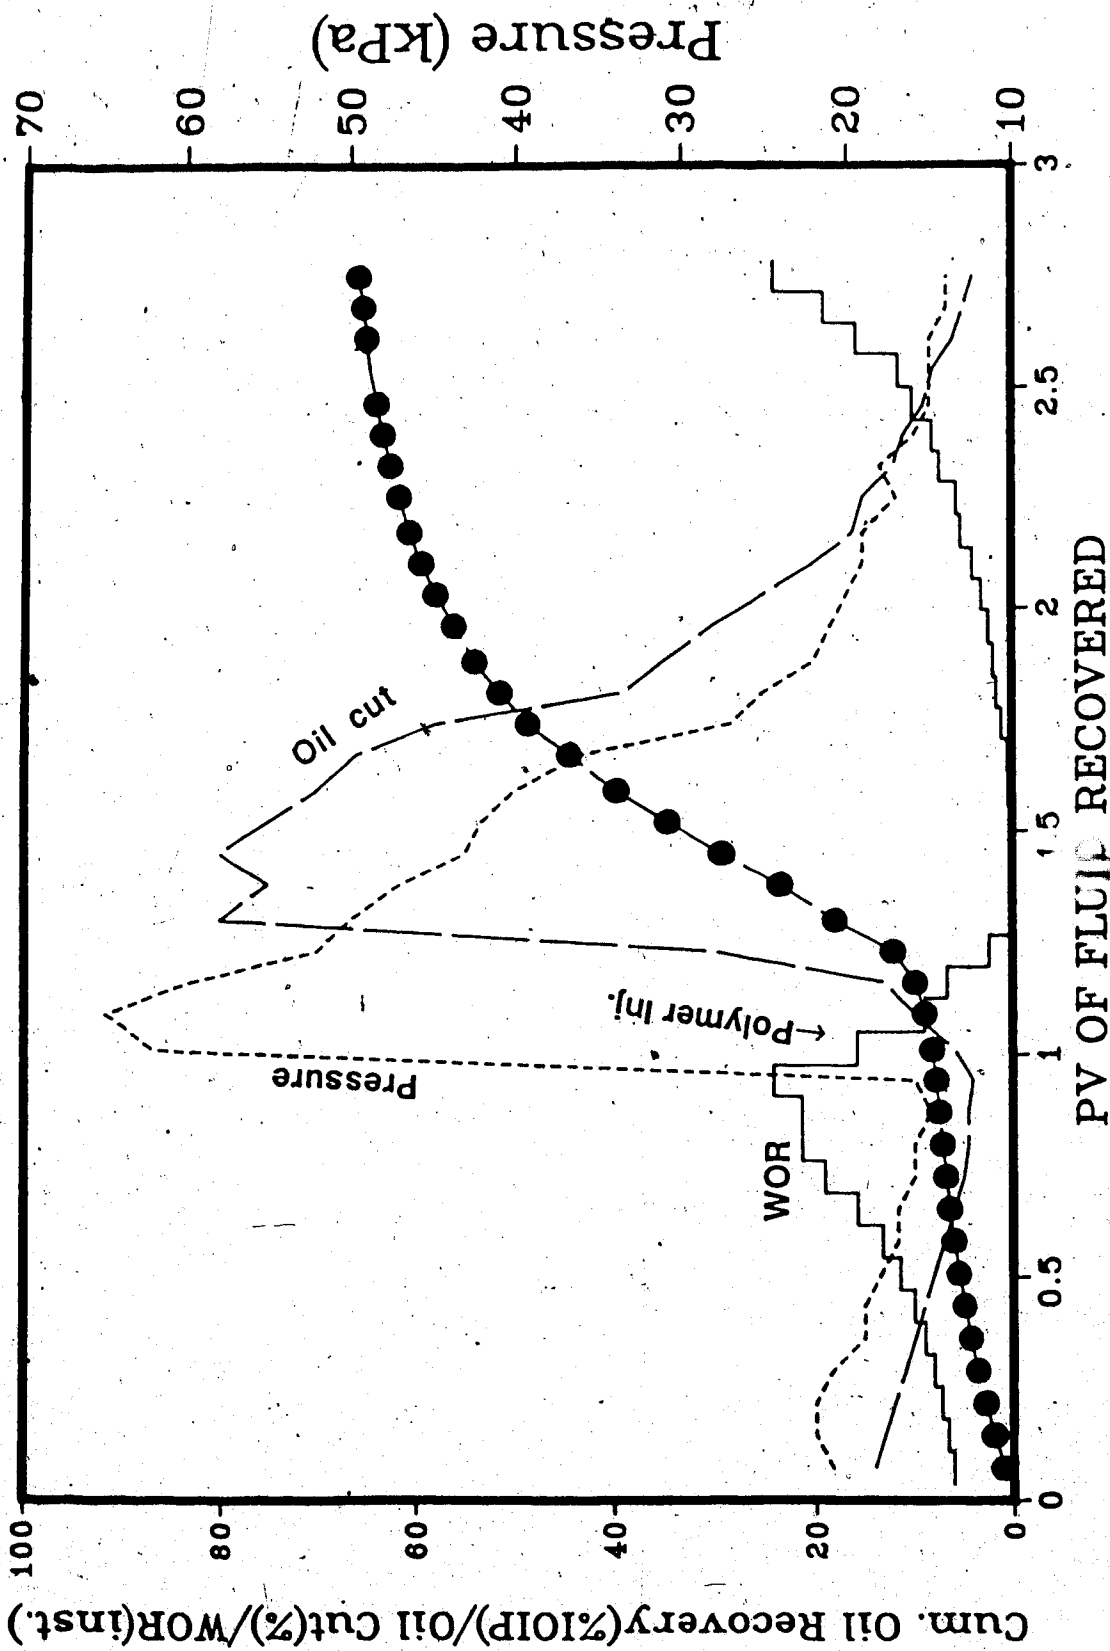 Pressure (kPa)
70
60
50
40
30
20
10
100
80
60
40
20
0
Cum. Oil Recovery(%IOIP)/Oil Cut(%)/WOR(inst.)
0
0.5
1
1.5
2
2.5
3
PV OF FLUID RECOVERED
Oil cut
Pressure
←Polymer Inj.
WOR